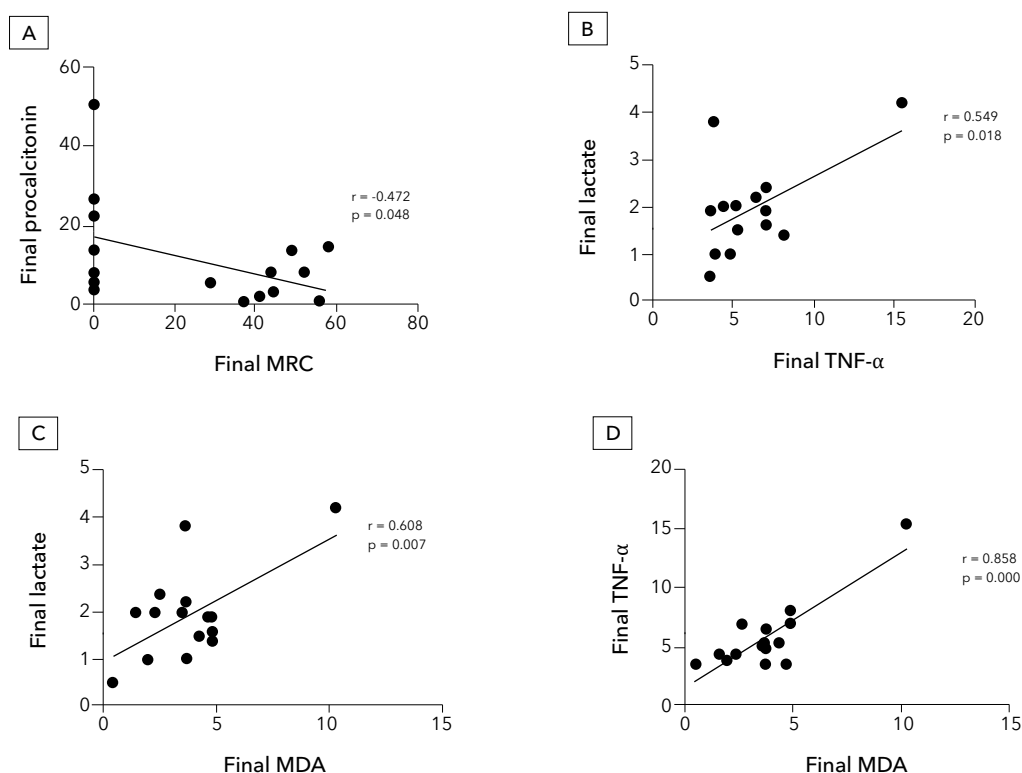 A
Final procalcitonin
60
40
20
0
0
20
40
60
80
r = -0.472
p = 0.048
Final MRC
B
Final lactate
5
4
3
2
1
0
0
5
10
15
20
r = 0.549
p = 0.018
Final TNF-α
C
Final lactate
5
4
3
2
1
0
0
5
10
15
r = 0.608
p = 0.007
Final MDA
D
Final TNF-α
20
15
10
5
0
0
5
10
15
r = 0.858
p = 0.000
Final MDA